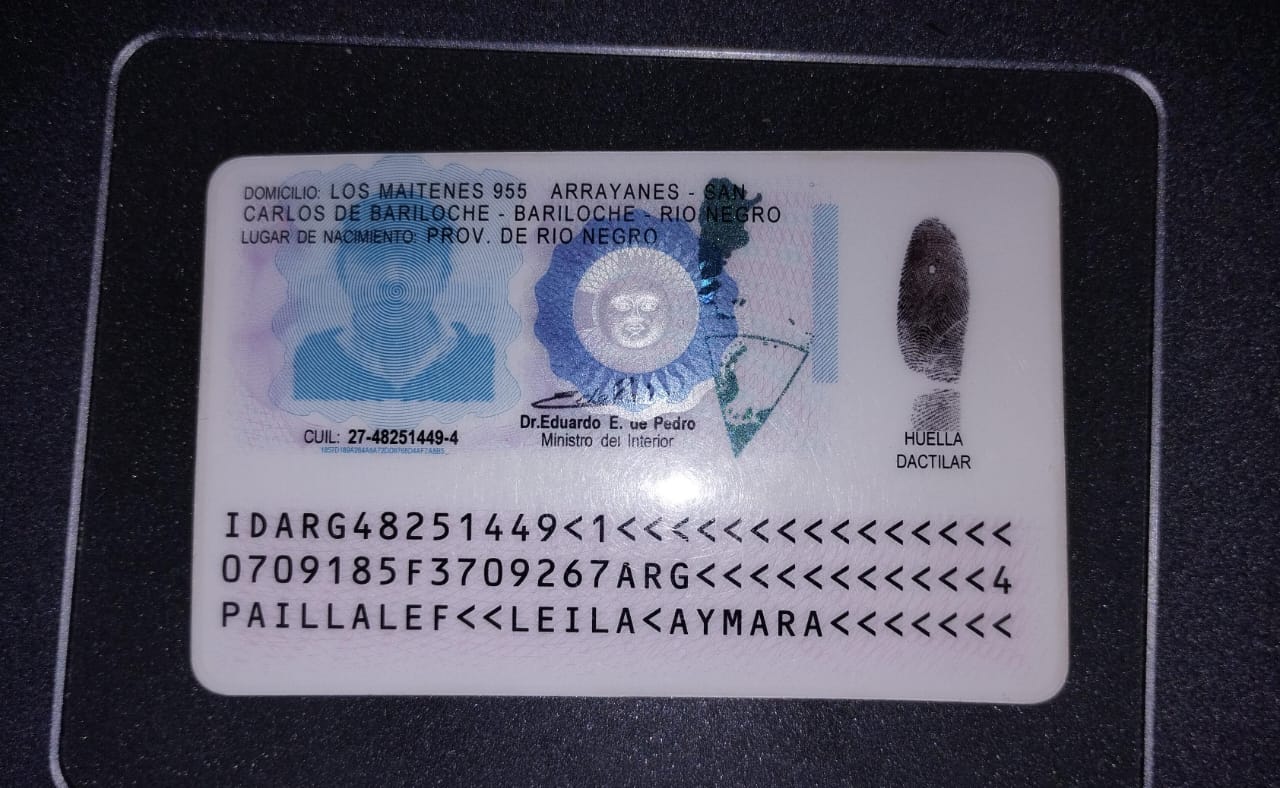 DOMICILIO: LOS MAITENES 955 ARRAYANES - SAN
CARLOS DE BARILOCHE - BARILOCHE - RIO NEGRO
LUGAR DE NACIMIENTO: PROV. DE RIO NEGRO
CUIL: 27-48251449-4
Dr.Eduardo E. de Pedro
Ministro del Interior
HUELLA
DACTILAR
IDARG48251449<1<<<<<<<<<<<<<<<
0709185F3709267ARG<<<<<<<<<<<4
PAILLALEF<<LEILA<AYMARA<<<<<<<